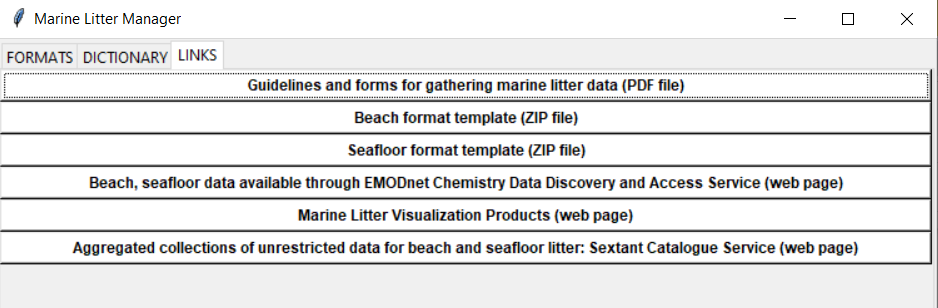 Marine Litter Manager
FORMATS DICTIONARY LINKS
Guidelines and forms for gathering marine litter data (PDF file)
Beach format template (ZIP file)
Seafloor format template (ZIP file)
Beach, seafloor data available through EMODnet Chemistry Data Discovery and Access Service (web page)
Marine Litter Visualization Products (web page)
Aggregated collections of unrestricted data for beach and seafloor litter: Sextant Catalogue Service (web page)